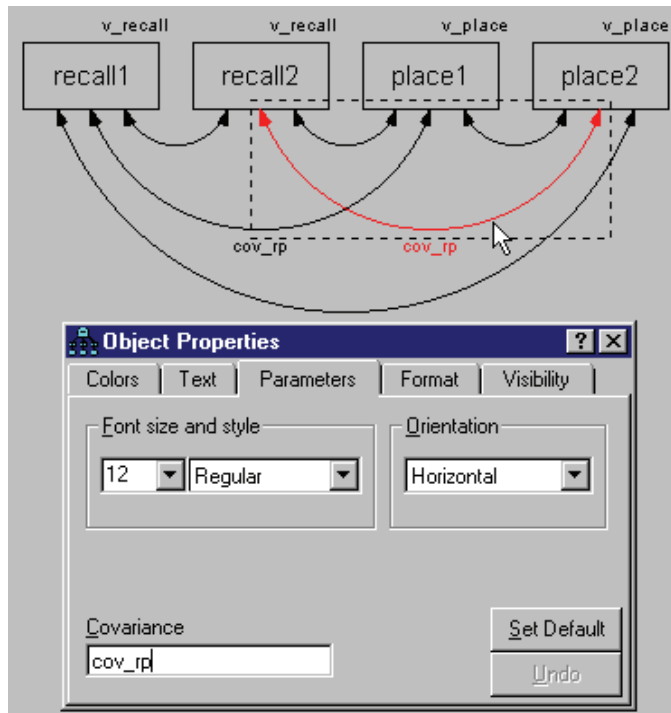 v_recall v_recall v_place v_place
recall1 recall2 place1 place2
cov_rp cov_rp
Object Properties ? X
Colors Text Parameters Format Visibility
Font size and style Orientation
12 Regular Horizontal
Covariance Set Default
cov_rp Undo